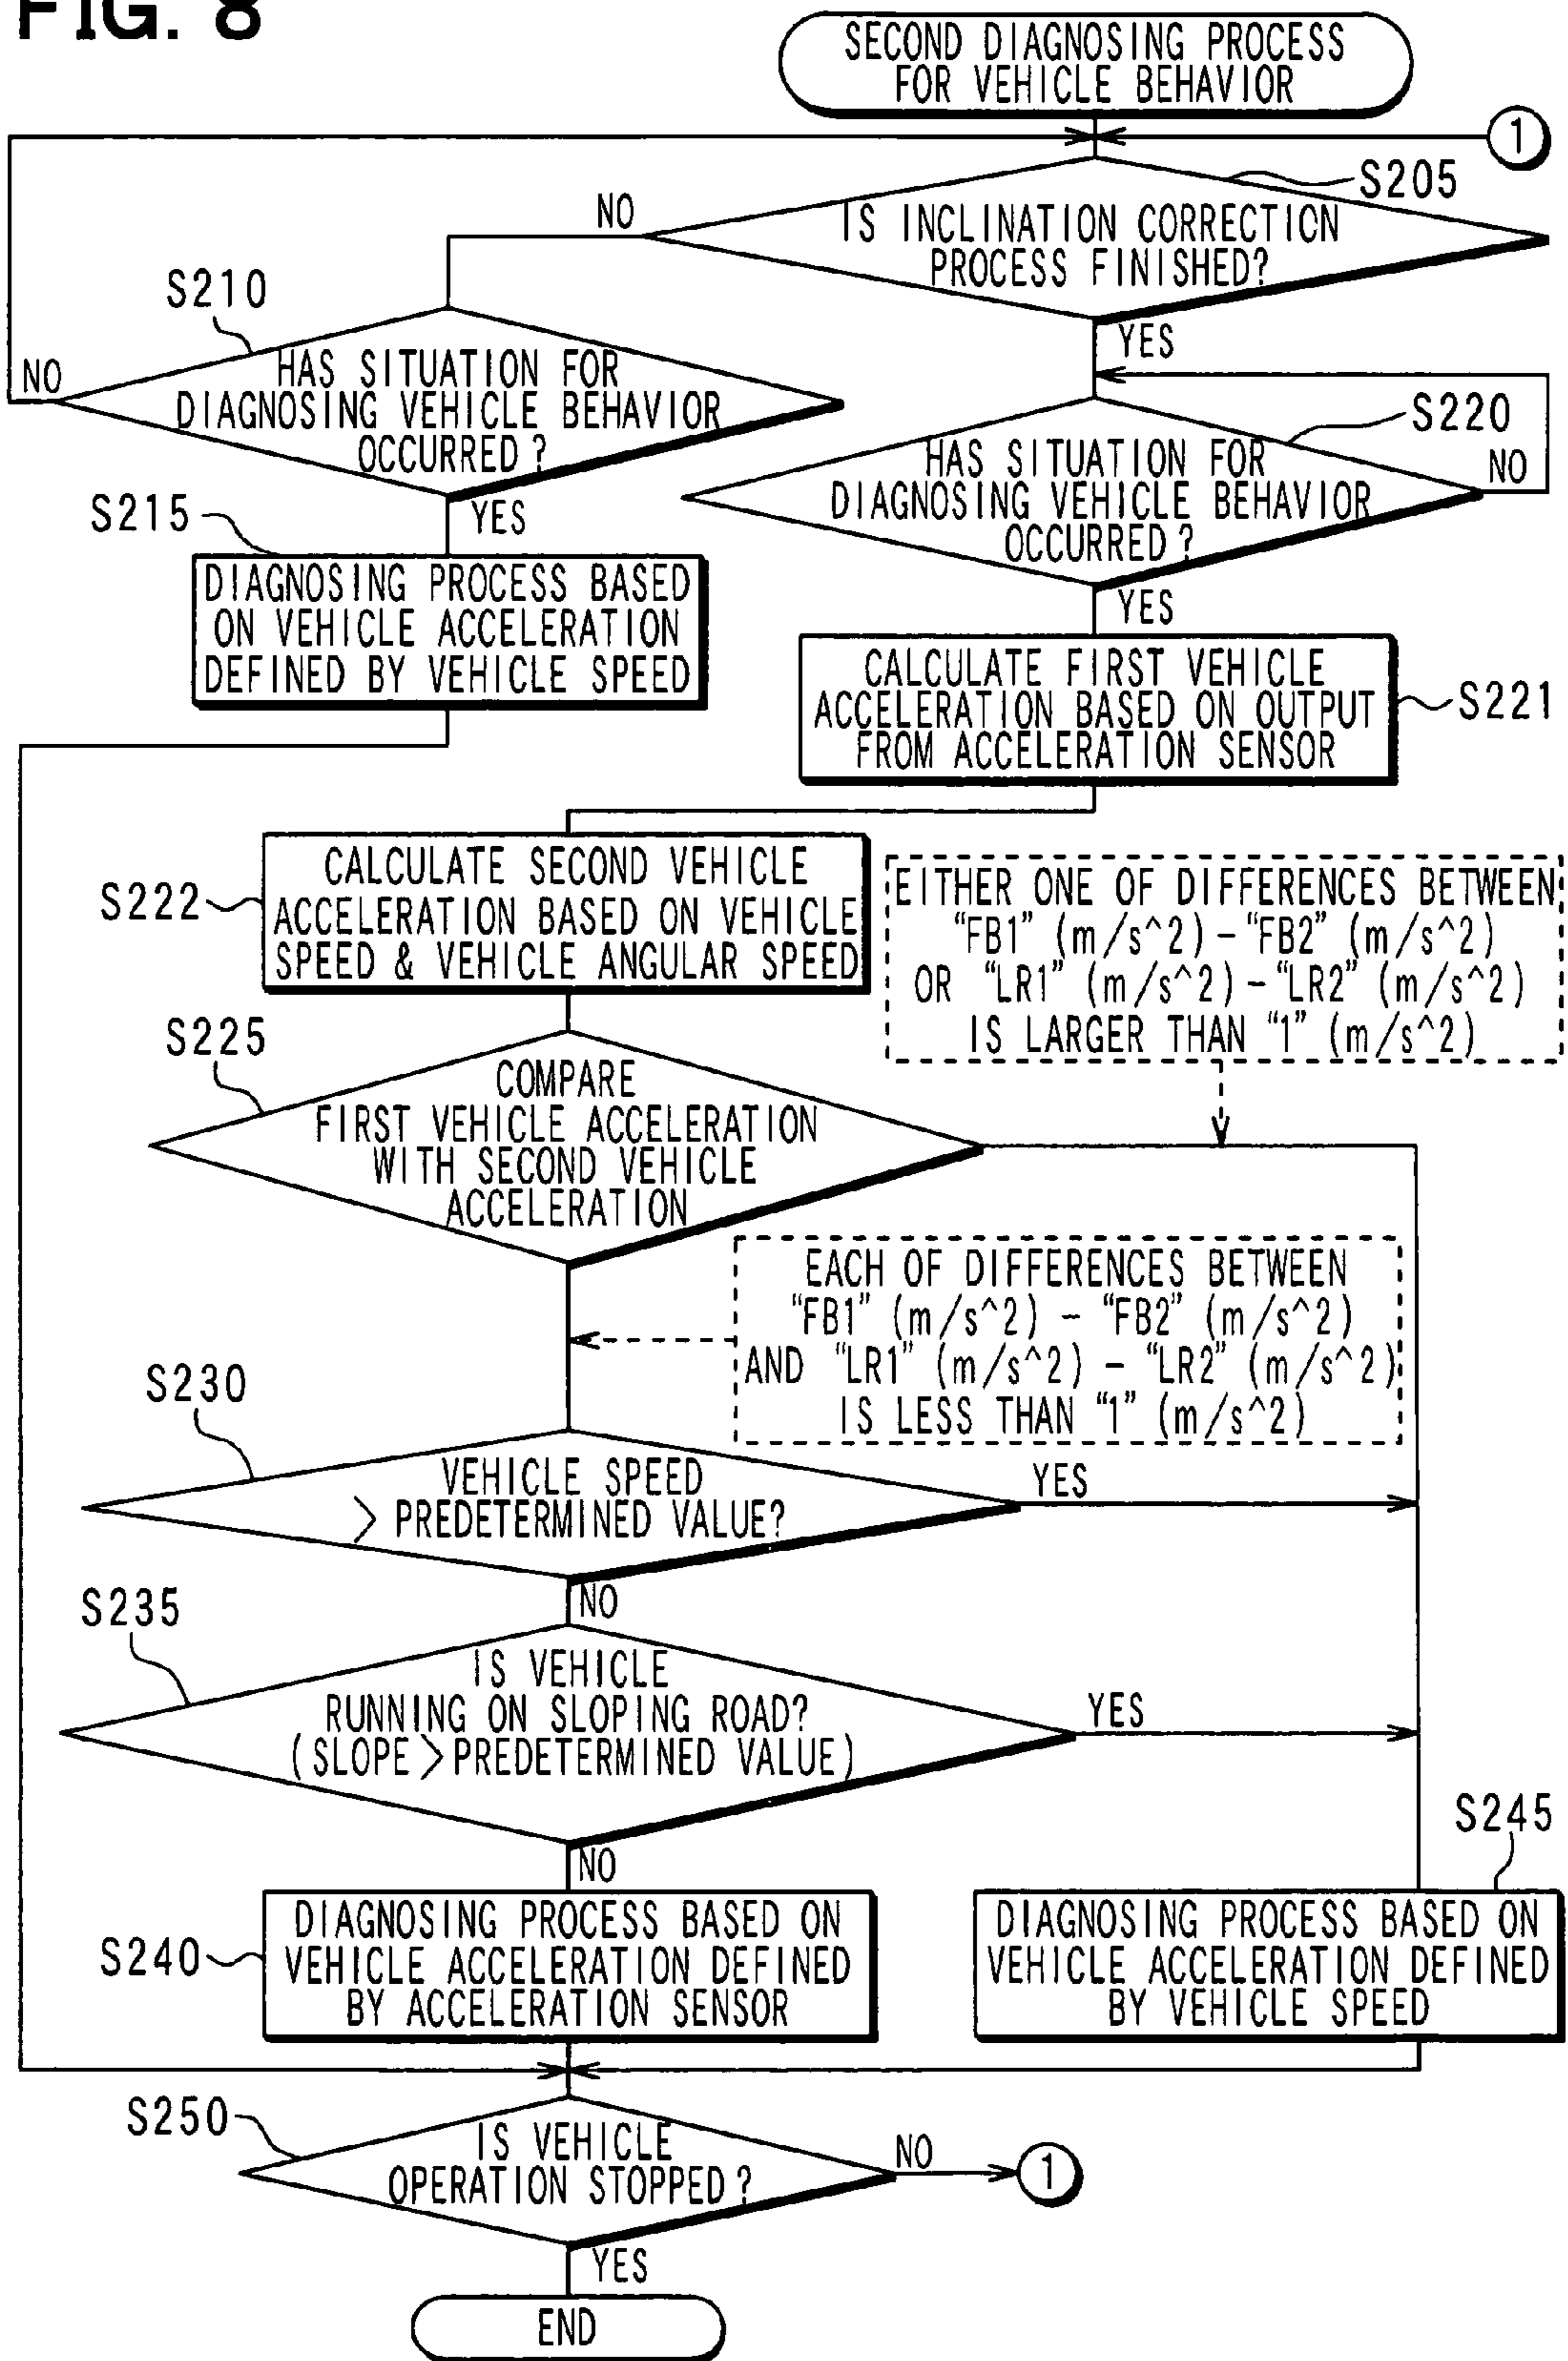 FIG. 8
SECOND DIAGNOSING PROCESS
FOR VEHICLE BEHAVIOR
1
S205
IS INCLINATION CORRECTION
PROCESS FINISHED?
NO
YES
S210
HAS SITUATION FOR
DIAGNOSING VEHICLE BEHAVIOR
OCCURRED?
NO
YES
S220
HAS SITUATION FOR
DIAGNOSING VEHICLE BEHAVIOR
OCCURRED?
NO
YES
S215
DIAGNOSING PROCESS BASED
ON VEHICLE ACCELERATION
DEFINED BY VEHICLE SPEED
CALCULATE FIRST VEHICLE
ACCELERATION BASED ON OUTPUT
FROM ACCELERATION SENSOR
S221
S222
CALCULATE SECOND VEHICLE
ACCELERATION BASED ON VEHICLE
SPEED & VEHICLE ANGULAR SPEED
EITHER ONE OF DIFFERENCES BETWEEN
“FB1” (m/s^2)-“FB2” (m/s^2)
OR “LR1” (m/s^2)-“LR2” (m/s^2)
IS LARGER THAN “1” (m/s^2)
S225
COMPARE
FIRST VEHICLE ACCELERATION
WITH SECOND VEHICLE
ACCELERATION
EACH OF DIFFERENCES BETWEEN
“FB1” (m/s^2) - “FB2” (m/s^2)
AND “LR1” (m/s^2) - “LR2” (m/s^2)
IS LESS THAN “1” (m/s^2)
S230
VEHICLE SPEED
> PREDETERMINED VALUE?
YES
NO
S235
IS VEHICLE
RUNNING ON SLOPING ROAD?
(SLOPE > PREDETERMINED VALUE)
YES
NO
S240
DIAGNOSING PROCESS BASED ON
VEHICLE ACCELERATION DEFINED
BY ACCELERATION SENSOR
S245
DIAGNOSING PROCESS BASED ON
VEHICLE ACCELERATION DEFINED
BY VEHICLE SPEED
S250
IS VEHICLE
OPERATION STOPPED?
NO
1
YES
END